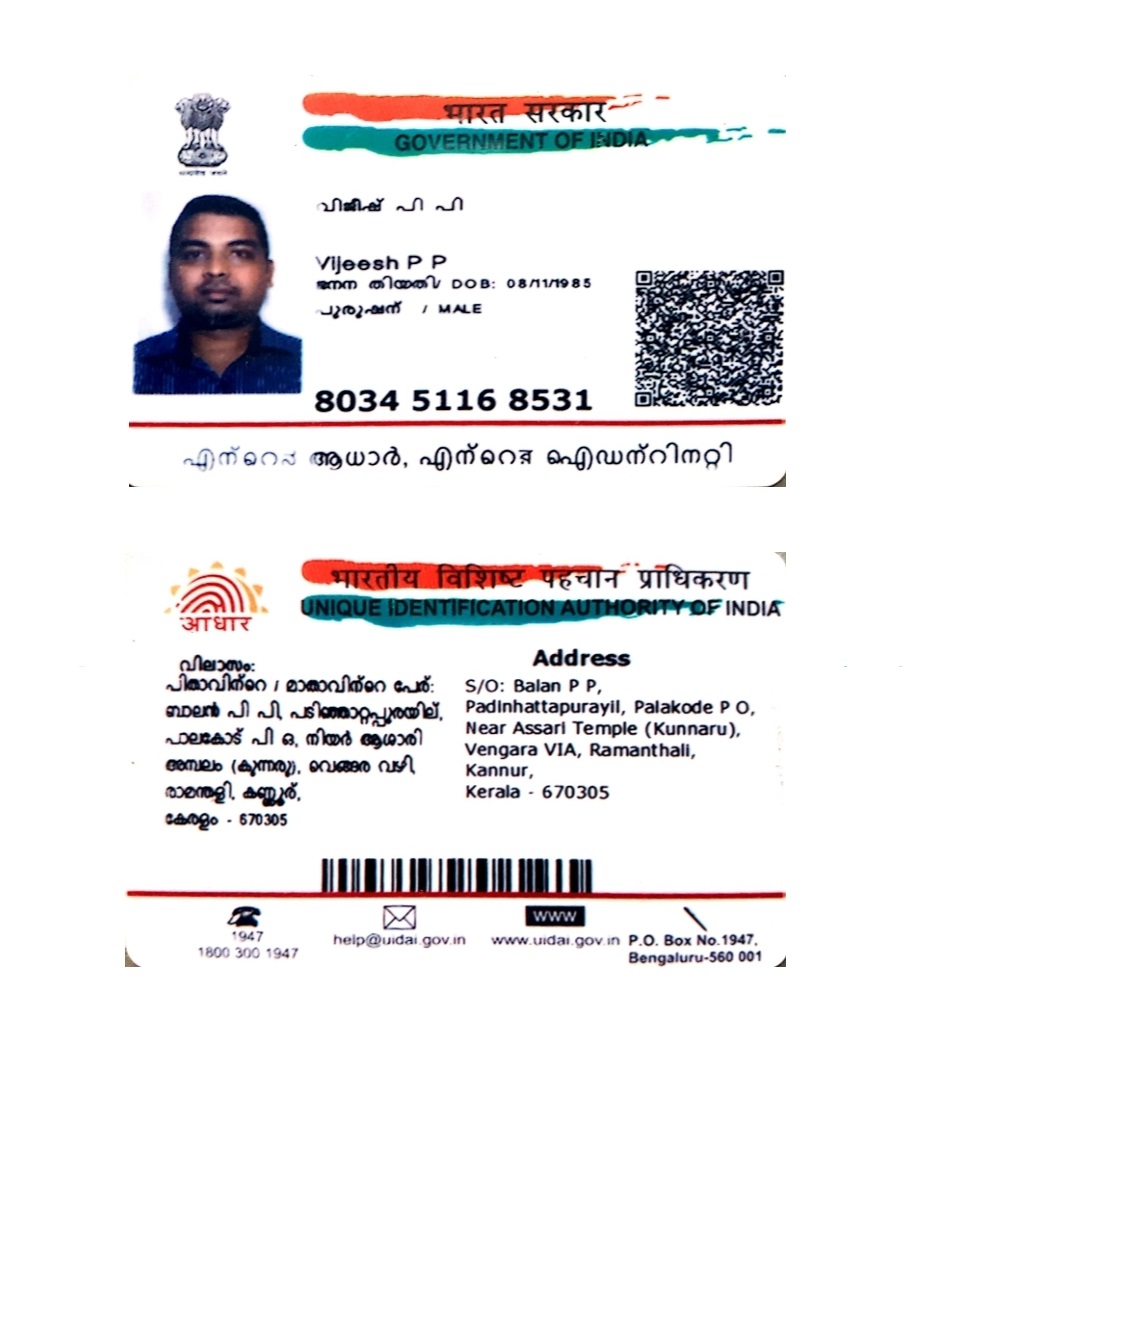 भारत सरकार
GOVERNMENT OF INDIA
വിജീഷ് പി പി
Vijeesh P P
ജനന തിയതി/ DOB: 08/11/1985
പുരുഷന് / MALE
8034 5116 8531
എന്റെ ആധാർ, എന്റെ ഐഡന്റിറ്റി
भारतीय विशिष्ट पहचान प्राधिकरण
UNIQUE IDENTIFICATION AUTHORITY OF INDIA
आधार
വിലാസം:
പിതാവിന്റെ / മാതാവിന്റെ പേര്:
ബാലൻ പി പി, പടിഞ്ഞാറ്റപ്പുരയില്,
പാലകോട് പി ഒ, നിയർ ആശാരി
അമ്പലം (കുന്നരു), വെങ്ങര വഴി,
രാമന്തളി, കണ്ണൂര്,
കേരളം - 670305
Address
S/O: Balan P P,
Padinhattapurayil, Palakode P O,
Near Assari Temple (Kunnaru),
Vengara VIA, Ramanthali,
Kannur,
Kerala - 670305
1947
1800 300 1947
help@uidai.gov.in
WWW
www.uidai.gov.in
P.O. Box No.1947,
Bengaluru-560 001